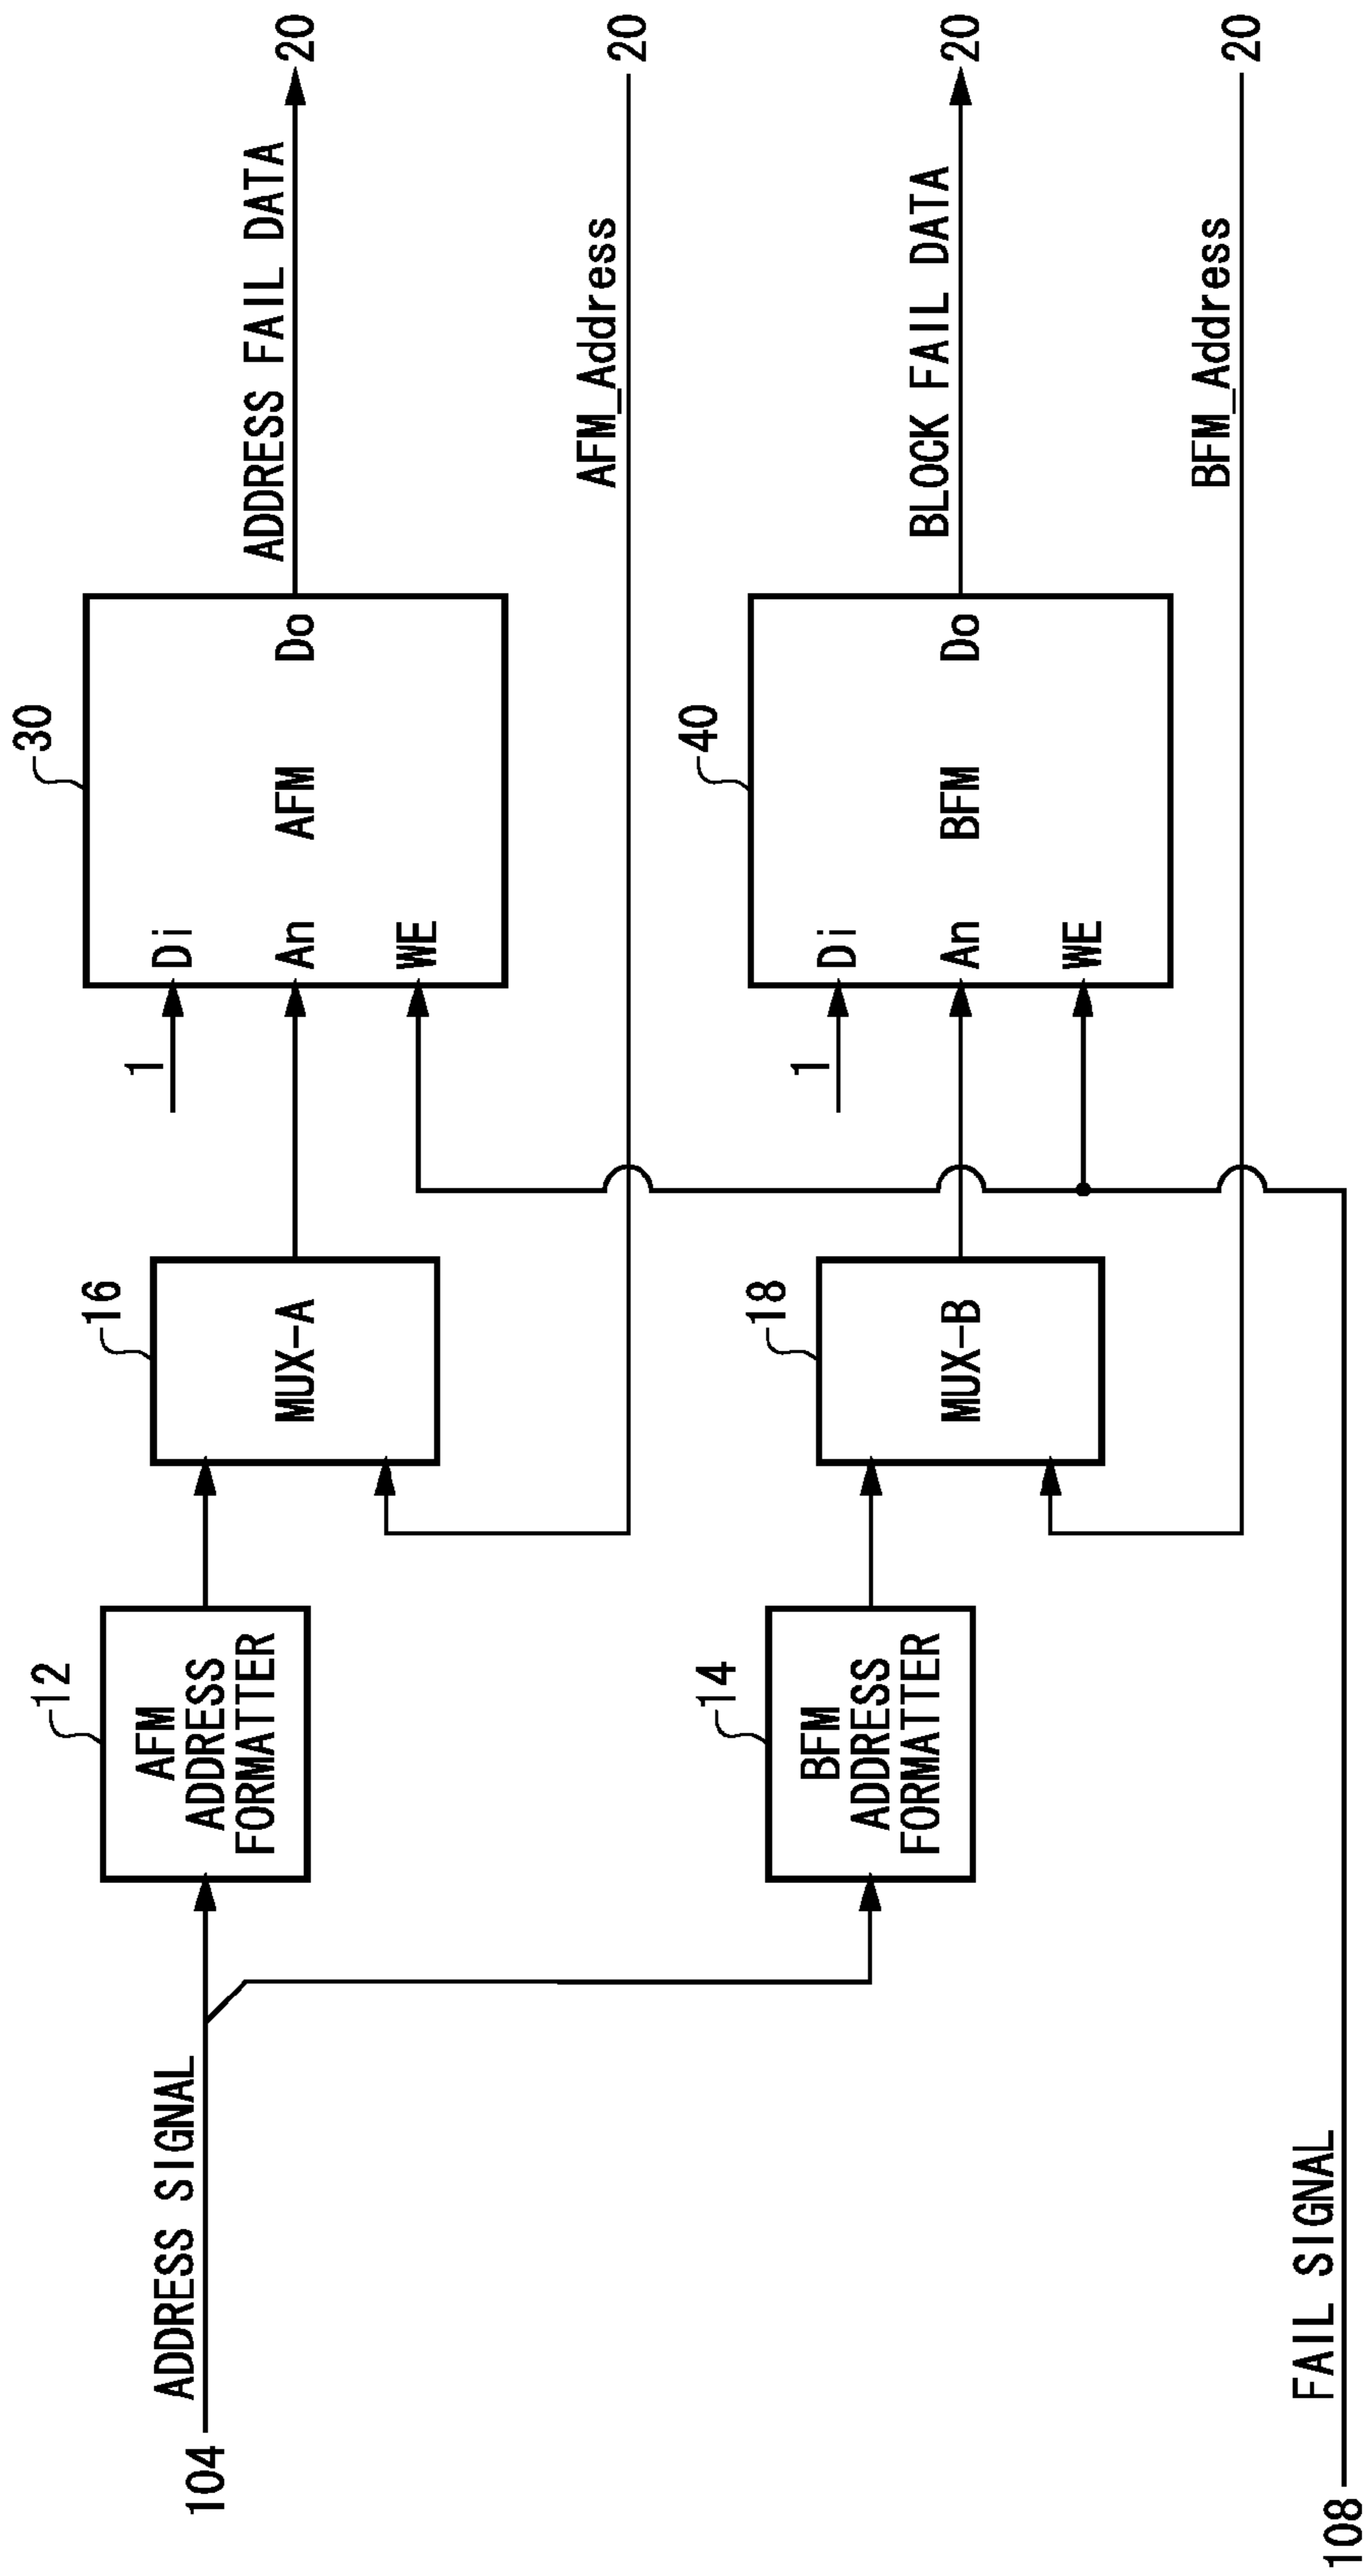 104
ADDRESS SIGNAL
12
AFM
ADDRESS
FORMATTER
16
MUX-A
1
30
Di
An
WE
AFM
Do
ADDRESS FAIL DATA
20
AFM_Address
20
14
BFM
ADDRESS
FORMATTER
18
MUX-B
1
40
Di
An
WE
BFM
Do
BLOCK FAIL DATA
20
BFM_Address
20
108
FAIL SIGNAL